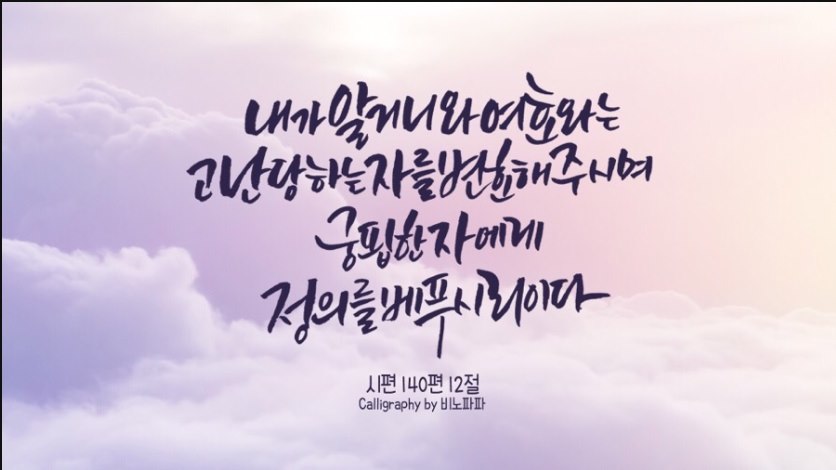 내가 알거니와 여호와는
고난 당하는 자를 변호해 주시며
궁핍한 자에게
정의를 베푸시리이다
시편 140편 12절
Calligraphy by 비노파파